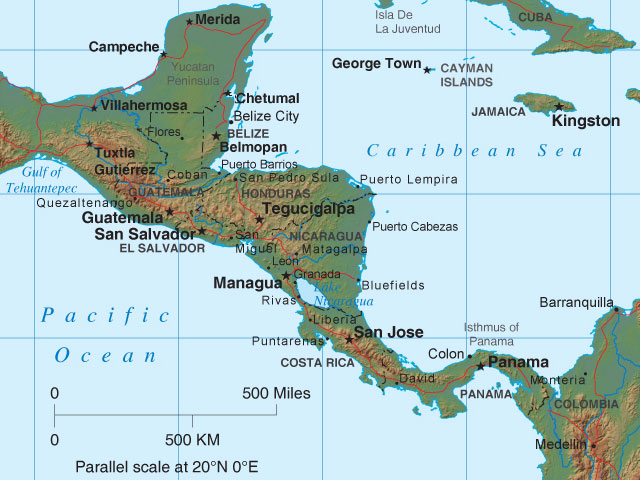 Isla De
La Juventud
CUBA
Merida
Campeche
Yucatan
Peninsula
George Town
CAYMAN
ISLANDS
Villahermosa
Chetumal
Belize City
JAMAICA
Kingston
Flores
BELIZE
Belmopan
Caribbean Sea
Tuxtla
Gutierrez
Gulf of
Tehuantepec
Coban
Puerto Barrios
San Pedro Sula
Puerto Lempira
GUATEMALA
HONDURAS
Quezaltenango
Guatemala
Tegucigalpa
San Salvador
EL SALVADOR
San
Miguel
NICARAGUA
Puerto Cabezas
Matagalpa
Leon
Managua
Granada
Lake
Nicaragua
Bluefields
Rivas
Barranquilla
Pacific
Ocean
Liberia
San Jose
Isthmus of
Panama
Puntarenas
Colon
Panama
COSTA RICA
David
PANAMA
Monteria
COLOMBIA
Medellin
0
500 Miles
0
500 KM
Parallel scale at 20°N 0°E